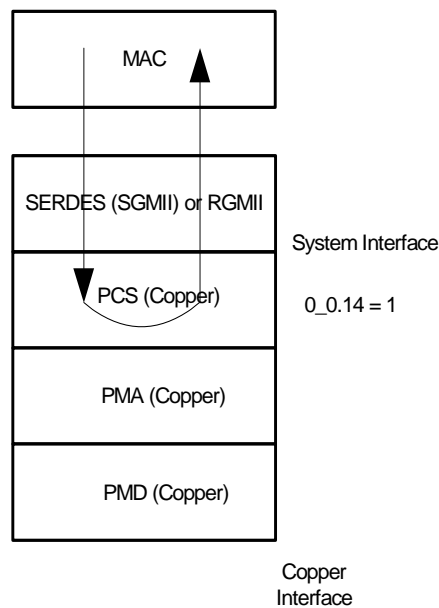 MAC
SERDES (SGMII) or RGMII
System Interface
PCS (Copper)
0_0.14 = 1
PMA (Copper)
PMD (Copper)
Copper
Interface